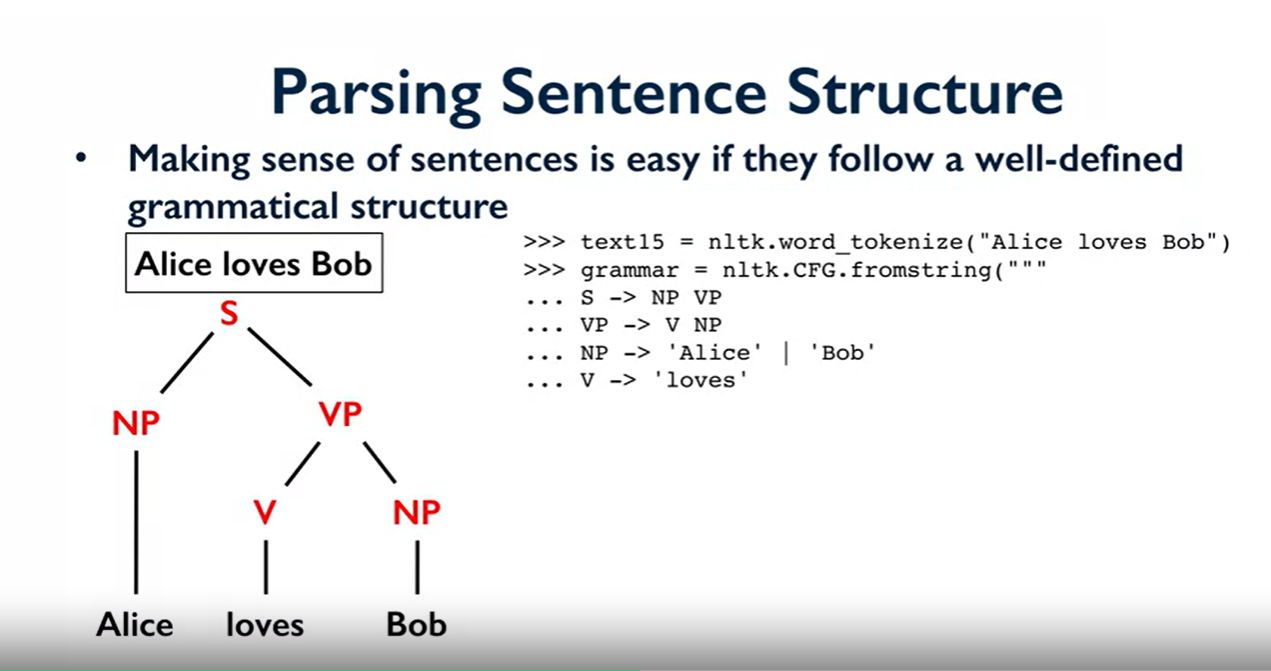 Parsing Sentence Structure
• Making sense of sentences is easy if they follow a well-defined
grammatical structure
Alice loves Bob
S
NP VP
V NP
Alice loves Bob
>>> text15 = nltk.word_tokenize("Alice loves Bob")
>>> grammar = nltk.CFG.fromstring("""
... S -> NP VP
... VP -> V NP
... NP -> 'Alice' | 'Bob'
... V -> 'loves'